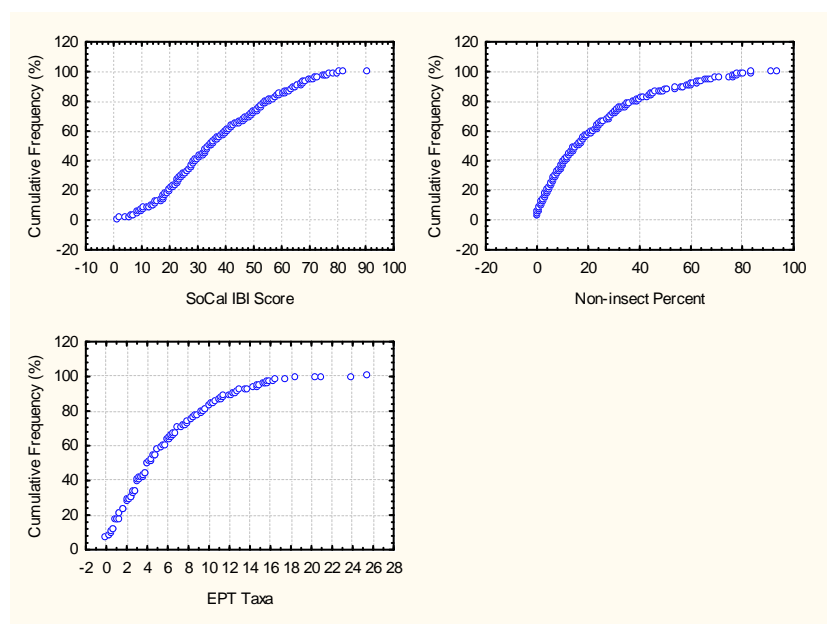 120
100
80
60
40
20
0
-20
Cumulative Frequency (%)
-10 0 10 20 30 40 50 60 70 80 90 100
SoCal IBI Score
120
100
80
60
40
20
0
-20
Cumulative Frequency (%)
-20 0 20 40 60 80 100
Non-insect Percent
120
100
80
60
40
20
0
Cumulative Frequency (%)
-2 0 2 4 6 8 10 12 14 16 18 20 22 24 26 28
EPT Taxa